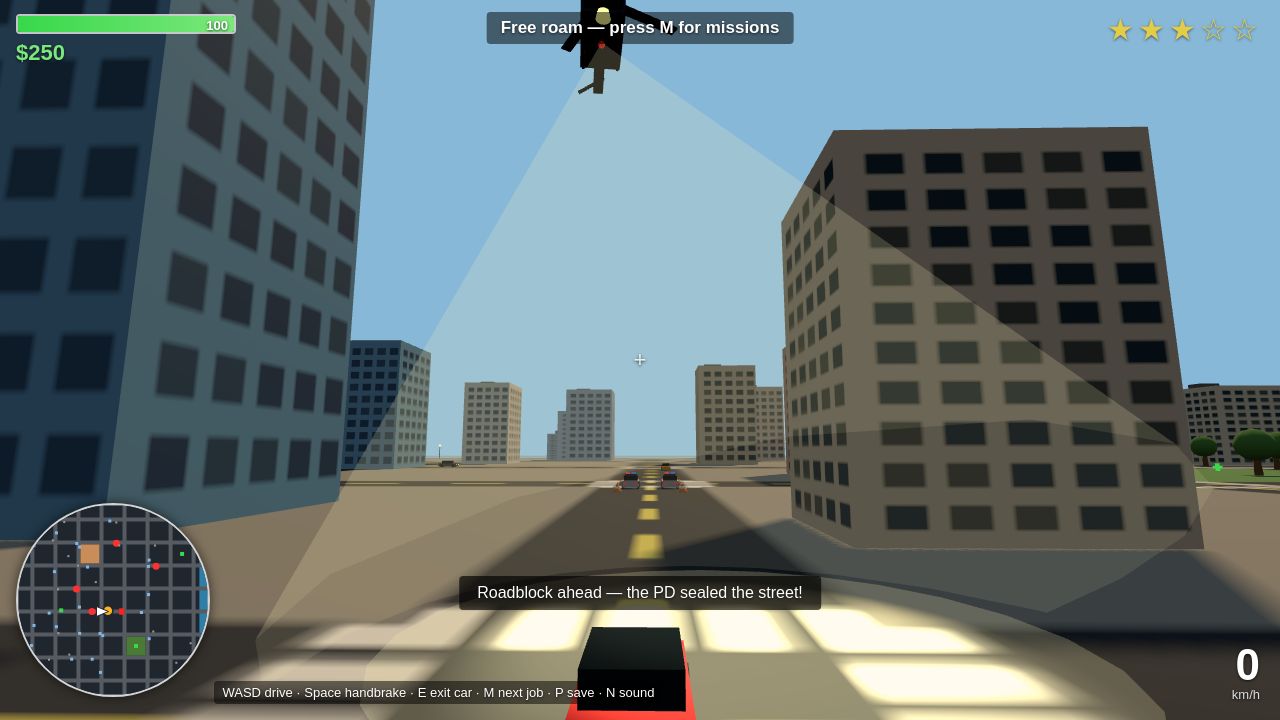 100
$250
Free roam — press M for missions
★★★☆☆
Roadblock ahead — the PD sealed the street!
WASD drive · Space handbrake · E exit car · M next job · P save · N sound
0
km/h